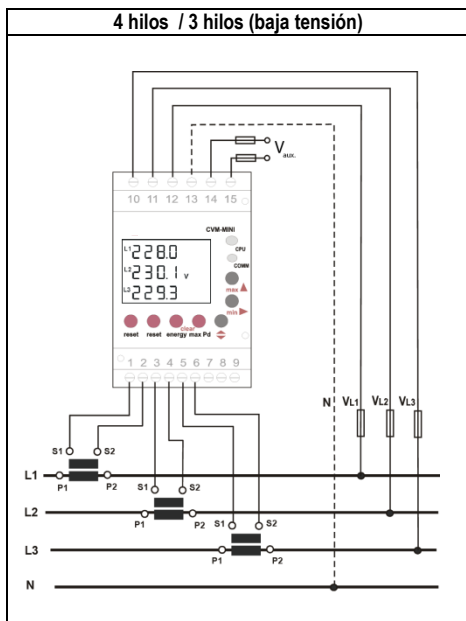 4 hilos / 3 hilos (baja tensión)
V aux.
10 11 12 13 14 15
CVM-MINI
CPU
COMM
L1 228.0
L2 230.1 V
L3 229.3
max
min
clear
reset reset energy max Pd
1 2 3 4 5 6 7 8 9
N VL1 VL2 VL3
S1 S2
L1
P1 P2
S1 S2
L2
P1 P2
S1 S2
L3
P1 P2
N